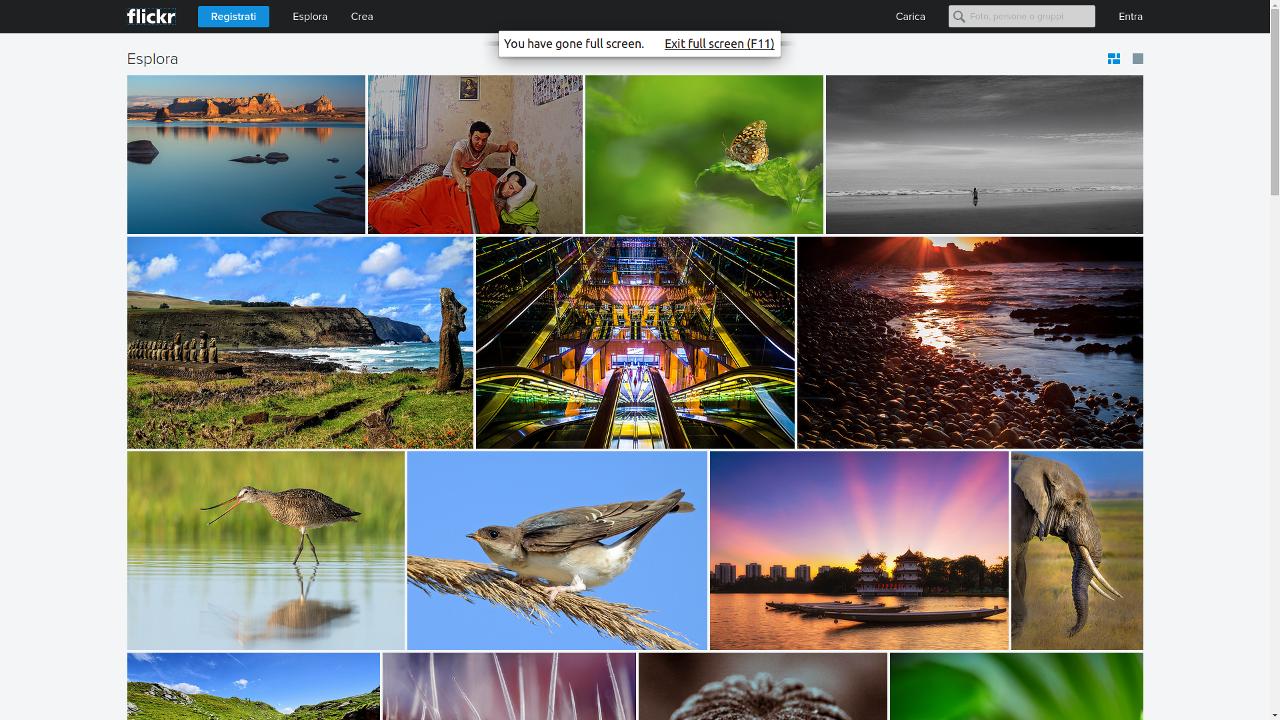 flickr Registrati Esplora Crea Carica Foto, persone o gruppi Entra
You have gone full screen. Exit full screen (F11)
Esplora